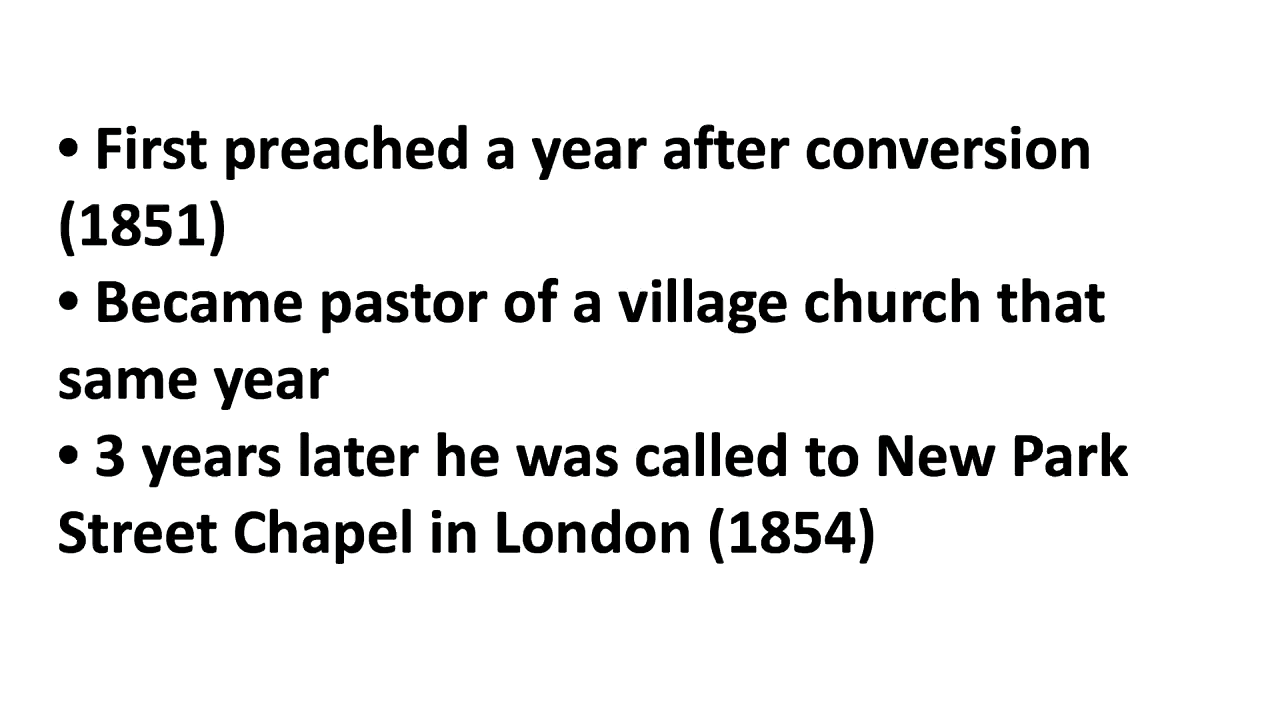 • First preached a year after conversion
(1851)
• Became pastor of a village church that
same year
• 3 years later he was called to New Park
Street Chapel in London (1854)